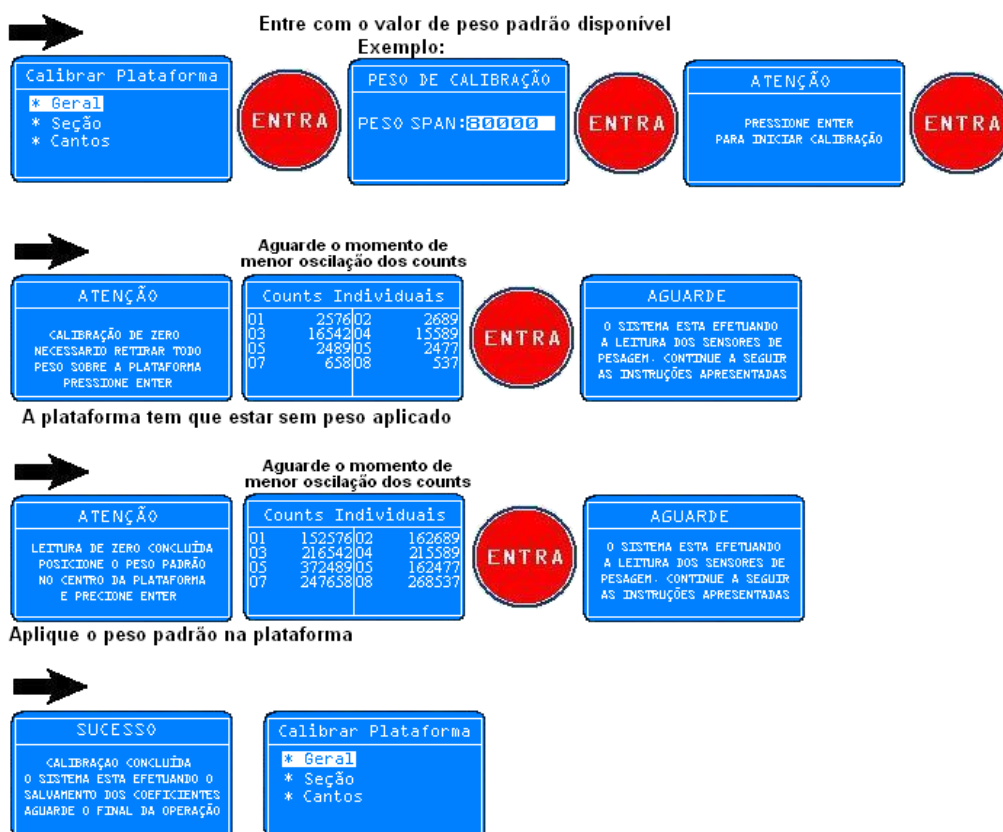 Entre com o valor de peso padrão disponível
Exemplo:
Calibrar Plataforma
* Geral
* Seção
* Cantos
ENTRA
PESO DE CALIBRAÇÃO
PESO SPAN:80000
ENTRA
ATENÇÃO
PRESSIONE ENTER
PARA INICIAR CALIBRAÇÃO
ENTRA
Aguarde o momento de
menor oscilação dos counts
ATENÇÃO
CALIBRAÇÃO DE ZERO
NECESSARIO RETIRAR TODO
PESO SOBRE A PLATAFORMA
PRESSIONE ENTER
Counts Individuais
01 2576 02 2689
03 16542 04 15589
05 2489 05 2477
07 658 08 537
ENTRA
AGUARDE
O SISTEMA ESTA EFETUANDO
A LEITURA DOS SENSORES DE
PESAGEM. CONTINUE A SEGUIR
AS INSTRUÇÕES APRESENTADAS
A plataforma tem que estar sem peso aplicado
Aguarde o momento de
menor oscilação dos counts
ATENÇÃO
LEITURA DE ZERO CONCLUÍDA
POSICIONE O PESO PADRÃO
NO CENTRO DA PLATAFORMA
E PRECIONE ENTER
Counts Individuais
01 152576 02 162689
03 216542 04 215589
05 372489 05 162477
07 247658 08 268537
ENTRA
AGUARDE
O SISTEMA ESTA EFETUANDO
A LEITURA DOS SENSORES DE
PESAGEM. CONTINUE A SEGUIR
AS INSTRUÇÕES APRESENTADAS
Aplique o peso padrão na plataforma
SUCESSO
CALIBRAÇAO CONCLUÍDA
O SISTEMA ESTA EFETUANDO O
SALVAMENTO DOS COEFICIENTES
AGUARDE O FINAL DA OPERAÇÃO
Calibrar Plataforma
* Geral
* Seção
* Cantos